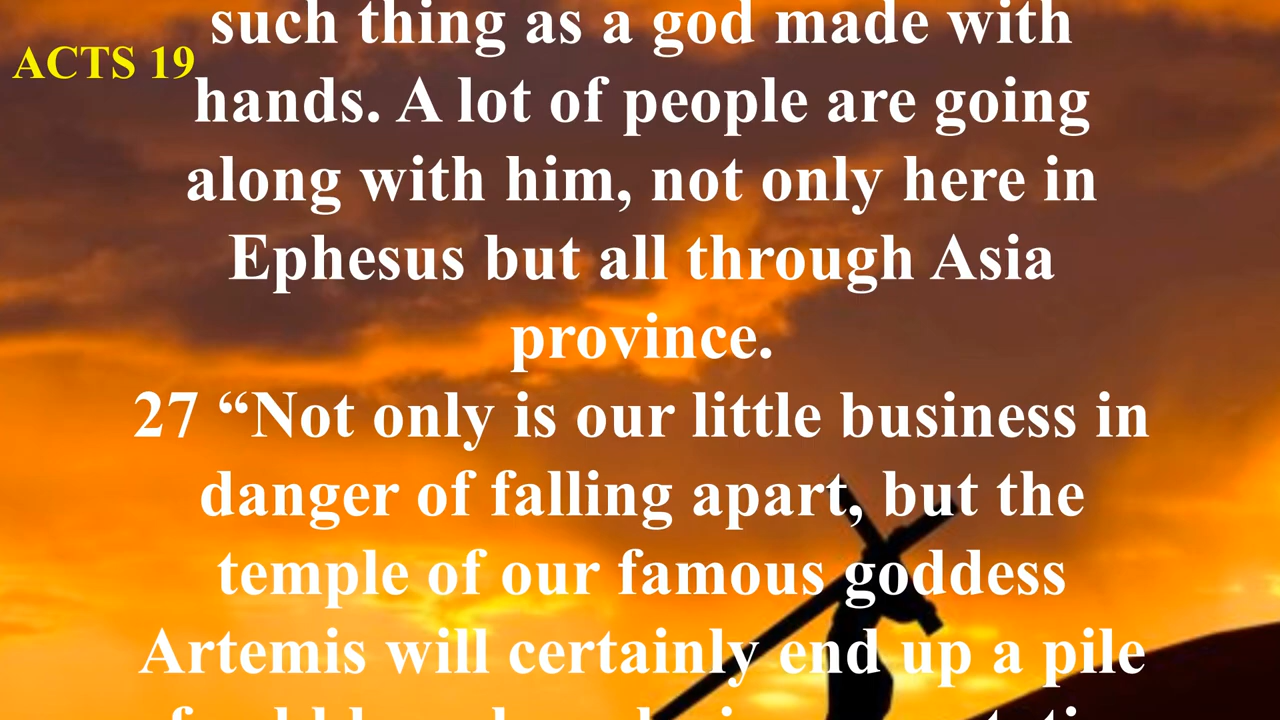 such thing as a god made with
ACTS 19
hands. A lot of people are going
along with him, not only here in
Ephesus but all through Asia
province.
27 “Not only is our little business in
danger of falling apart, but the
temple of our famous goddess
Artemis will certainly end up a pile